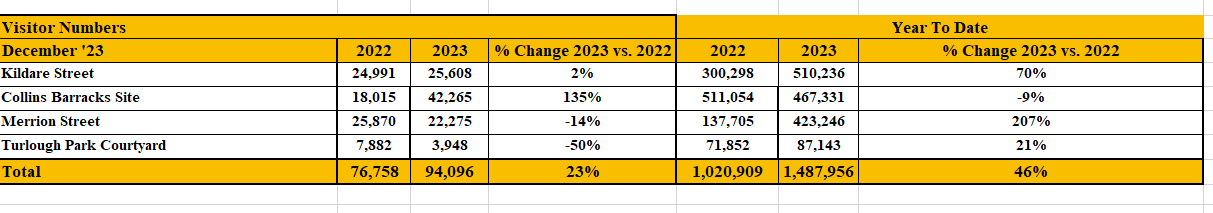 Visitor Numbers Year To Date
December '23 2022 2023 % Change 2023 vs. 2022 2022 2023 % Change 2023 vs. 2022
Kildare Street 24,991 25,608 2% 300,298 510,236 70%
Collins Barracks Site 18,015 42,265 135% 511,054 467,331 -9%
Merrion Street 25,870 22,275 -14% 137,705 423,246 207%
Turlough Park Courtyard 7,882 3,948 -50% 71,852 87,143 21%
Total 76,758 94,096 23% 1,020,909 1,487,956 46%